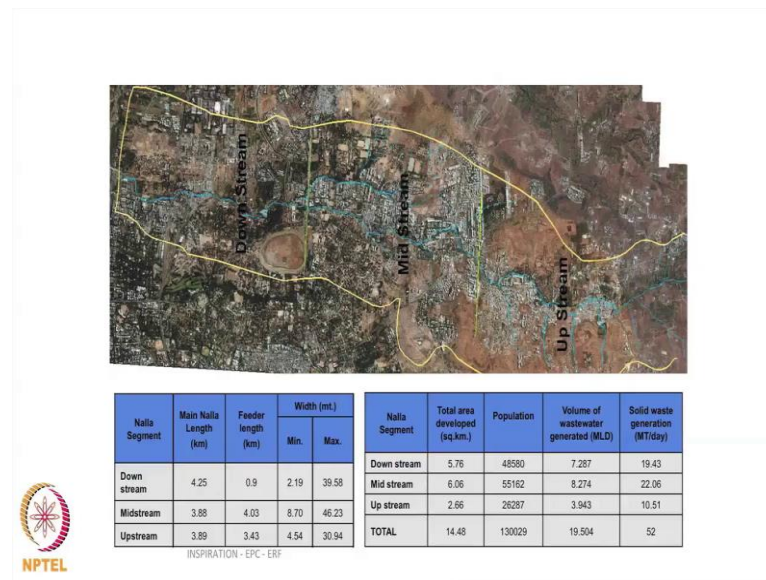 Down Stream
Mid Stream
Up Stream
Nalla Segment Main Nalla Length (km) Feeder length (km) Width (mt.)
Min. Max.
Down stream 4.25 0.9 2.19 39.58
Midstream 3.88 4.03 8.70 46.23
Upstream 3.89 3.43 4.54 30.94
Nalla Segment Total area developed (sq.km.) Population Volume of wastewater generated (MLD) Solid waste generation (MT/day)
Down stream 5.76 48580 7.287 19.43
Mid stream 6.06 55162 8.274 22.06
Up stream 2.66 26287 3.943 10.51
TOTAL 14.48 130029 19.504 52
INSPIRATION - EPC - ERF
NPTEL